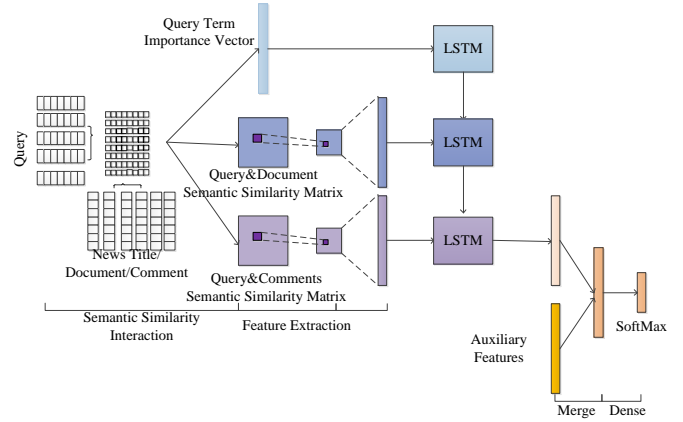 Query Term
Importance Vector
LSTM
Query
LSTM
Query&Document
Semantic Similarity Matrix
LSTM
News Title/
Document/Comment
Query&Comments
Semantic Similarity Matrix
Semantic Similarity
Interaction
Feature Extraction
SoftMax
Auxiliary
Features
Merge
Dense